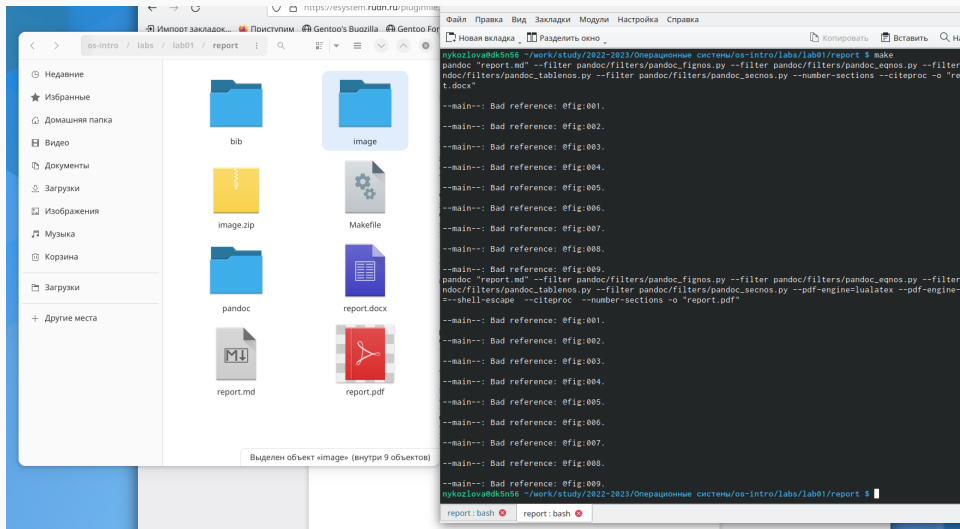 https://esystem.rudn.ru/pluginfile
Импорт закладок...
Приступим
Gentoo's Bugzilla
Gentoo For
os-intro / labs / lab01 / report
Недавние
Избранные
Домашняя папка
Видео
Документы
Загрузки
Изображения
Музыка
Корзина
Загрузки
Другие места
bib
image
image.zip
Makefile
pandoc
report.docx
report.md
report.pdf
Выделен объект «image» (внутри 9 объектов)
Файл Правка Вид Закладки Модули Настройка Справка
Новая вкладка
Разделить окно
Копировать
Вставить
На
nykozlova@dk5n56 ~/work/study/2022-2023/Операционные системы/os-intro/labs/lab01/report $ make
pandoc "report.md" --filter pandoc/filters/pandoc_fignos.py --filter pandoc/filters/pandoc_eqnos.py --filter
ndoc/filters/pandoc_tablenos.py --filter pandoc/filters/pandoc_secnos.py --number-sections --citeproc -o "re
t.docx"
--main--: Bad reference: @fig:001.
--main--: Bad reference: @fig:002.
--main--: Bad reference: @fig:003.
--main--: Bad reference: @fig:004.
--main--: Bad reference: @fig:005.
--main--: Bad reference: @fig:006.
--main--: Bad reference: @fig:007.
--main--: Bad reference: @fig:008.
--main--: Bad reference: @fig:009.
pandoc "report.md" --filter pandoc/filters/pandoc_fignos.py --filter pandoc/filters/pandoc_eqnos.py --filter
ndoc/filters/pandoc_tablenos.py --filter pandoc/filters/pandoc_secnos.py --pdf-engine=lualatex --pdf-engine-
=--shell-escape --citeproc --number-sections -o "report.pdf"
--main--: Bad reference: @fig:001.
--main--: Bad reference: @fig:002.
--main--: Bad reference: @fig:003.
--main--: Bad reference: @fig:004.
--main--: Bad reference: @fig:005.
--main--: Bad reference: @fig:006.
--main--: Bad reference: @fig:007.
--main--: Bad reference: @fig:008.
--main--: Bad reference: @fig:009.
nykozlova@dk5n56 ~/work/study/2022-2023/Операционные системы/os-intro/labs/lab01/report $
report : bash
report : bash